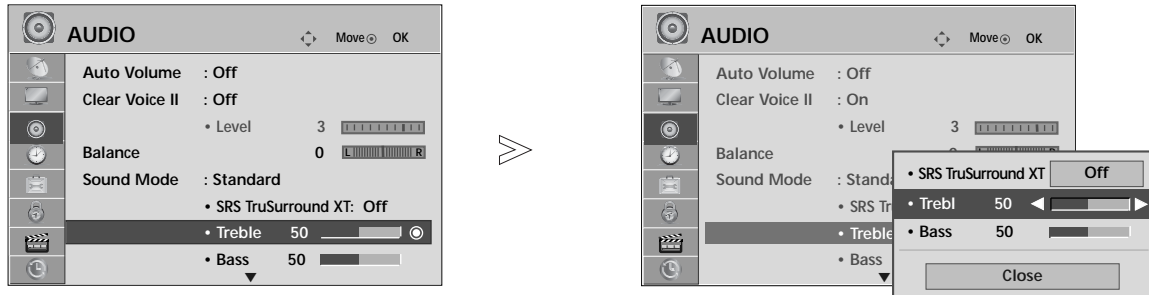 AUDIO Move OK
Auto Volume : Off
Clear Voice II : Off
• Level 3
Balance 0 L R
Sound Mode : Standard
• SRS TruSurround XT: Off
• Treble 50
• Bass 50
AUDIO Move OK
Auto Volume : Off
Clear Voice II : On
• Level 3
Balance
Sound Mode : Standa
• SRS Tr
• Treble
• Bass
• SRS TruSurround XT Off
• Trebl 50
• Bass 50
Close